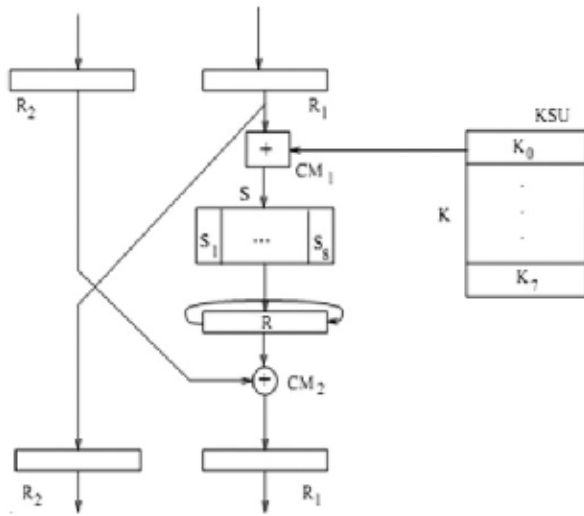 R2
R1
KSU
K0
+
CM1
S
K
S1
...
S8
.
.
.
K7
R
+
CM2
R2
R1